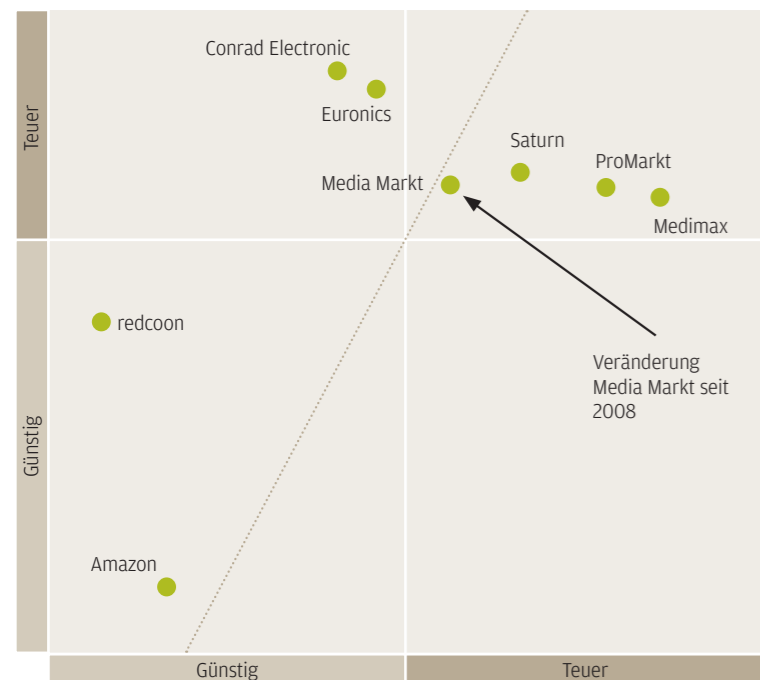 Conrad Electronic
Euronics
Teuer
Saturn
ProMarkt
Media Markt
Medimax
redcoon
Veränderung
Media Markt seit
2008
Günstig
Amazon
Günstig
Teuer